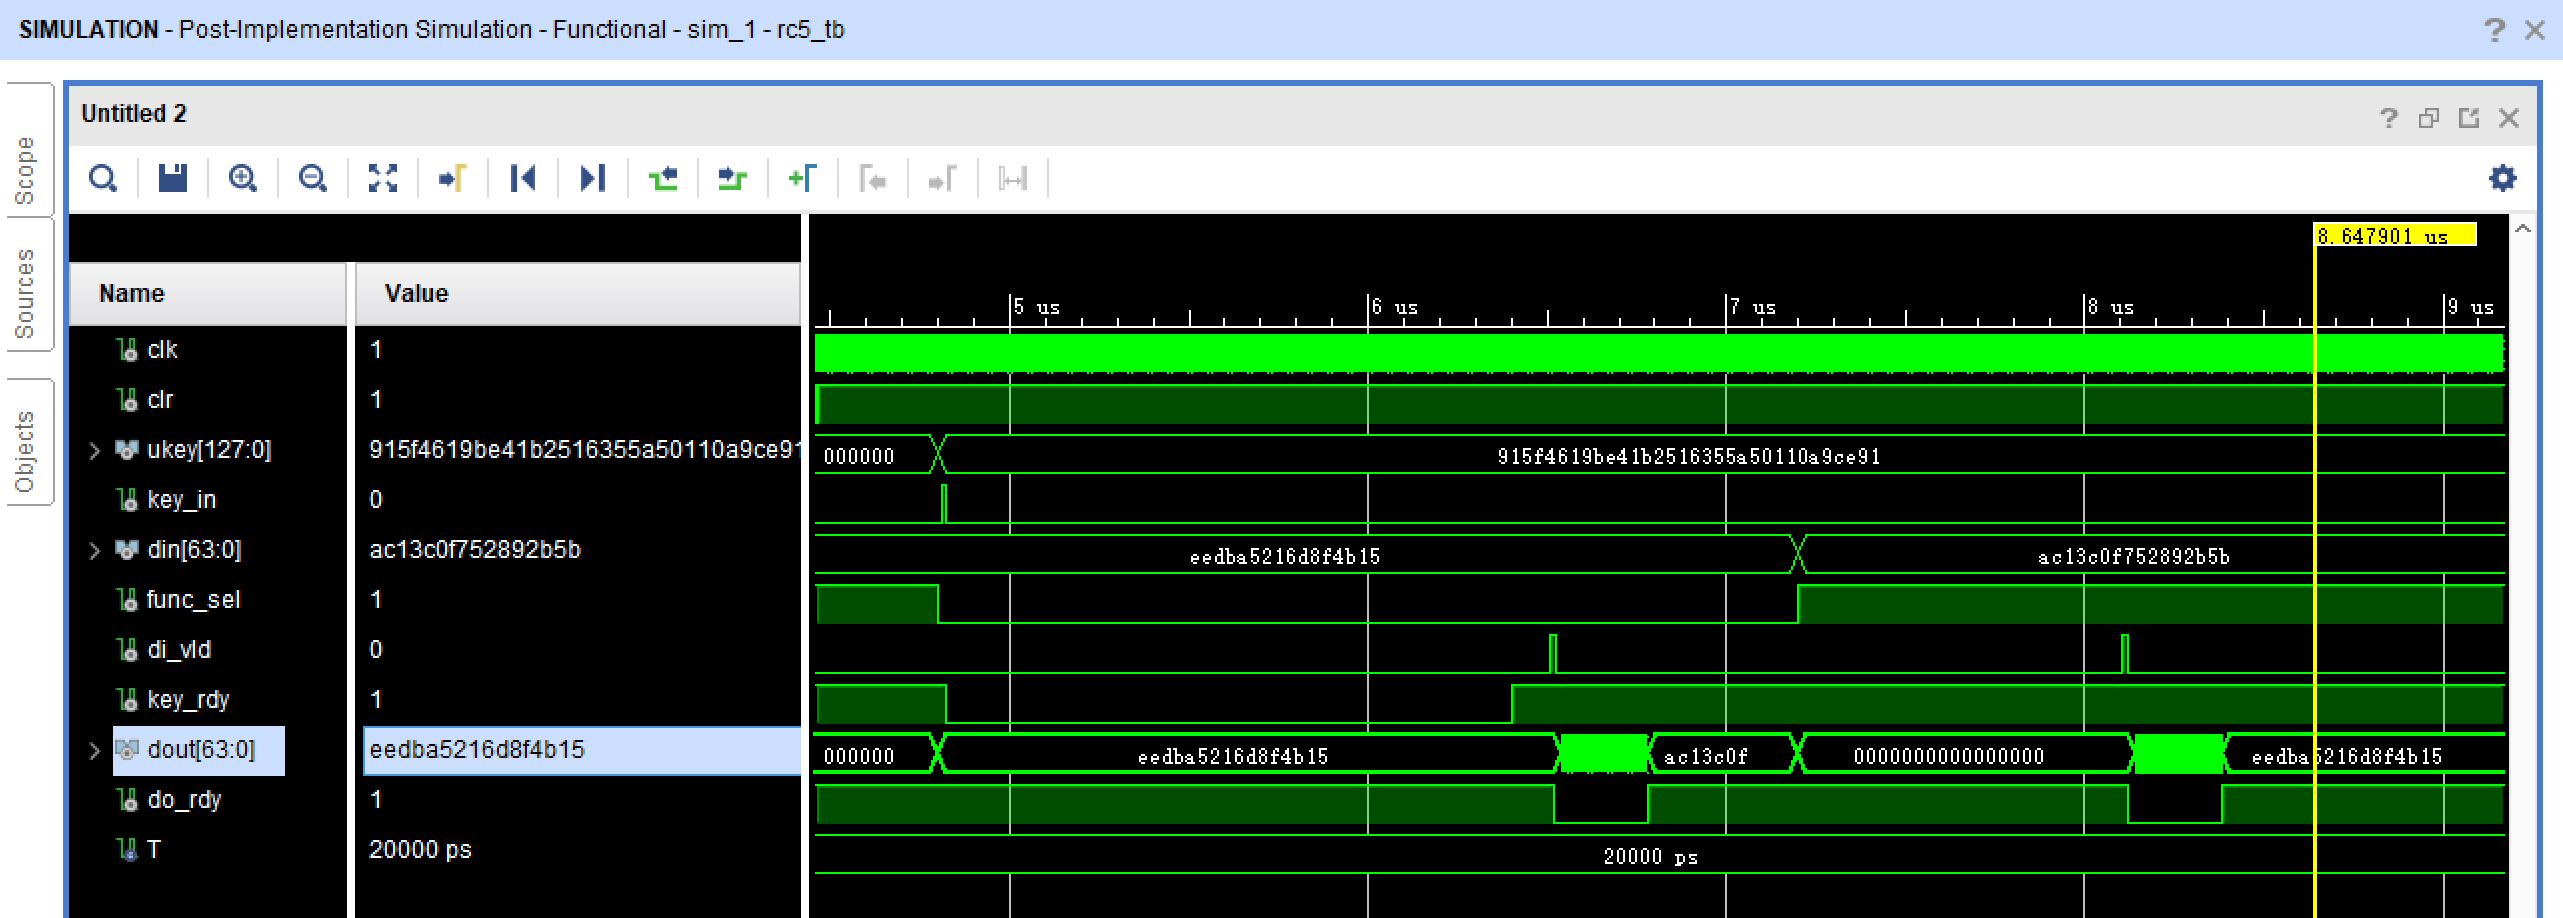 SIMULATION - Post-Implementation Simulation - Functional - sim_1 - rc5_tb
Scope
Sources
Objects
Untitled 2
8.647901 us
Name Value
5 us 6 us 7 us 8 us 9 us
clk 1
clr 1
ukey[127:0] 915f4619be41b2516355a50110a9ce91 000000 915f4619be41b2516355a50110a9ce91
key_in 0
din[63:0] ac13c0f752892b5b eedba5216d8f4b15 ac13c0f752892b5b
func_sel 1
di_vld 0
key_rdy 1
dout[63:0] eedba5216d8f4b15 000000 eedba5216d8f4b15 ac13c0f 0000000000000000 eedba5216d8f4b15
do_rdy 1
T 20000 ps 20000 ps